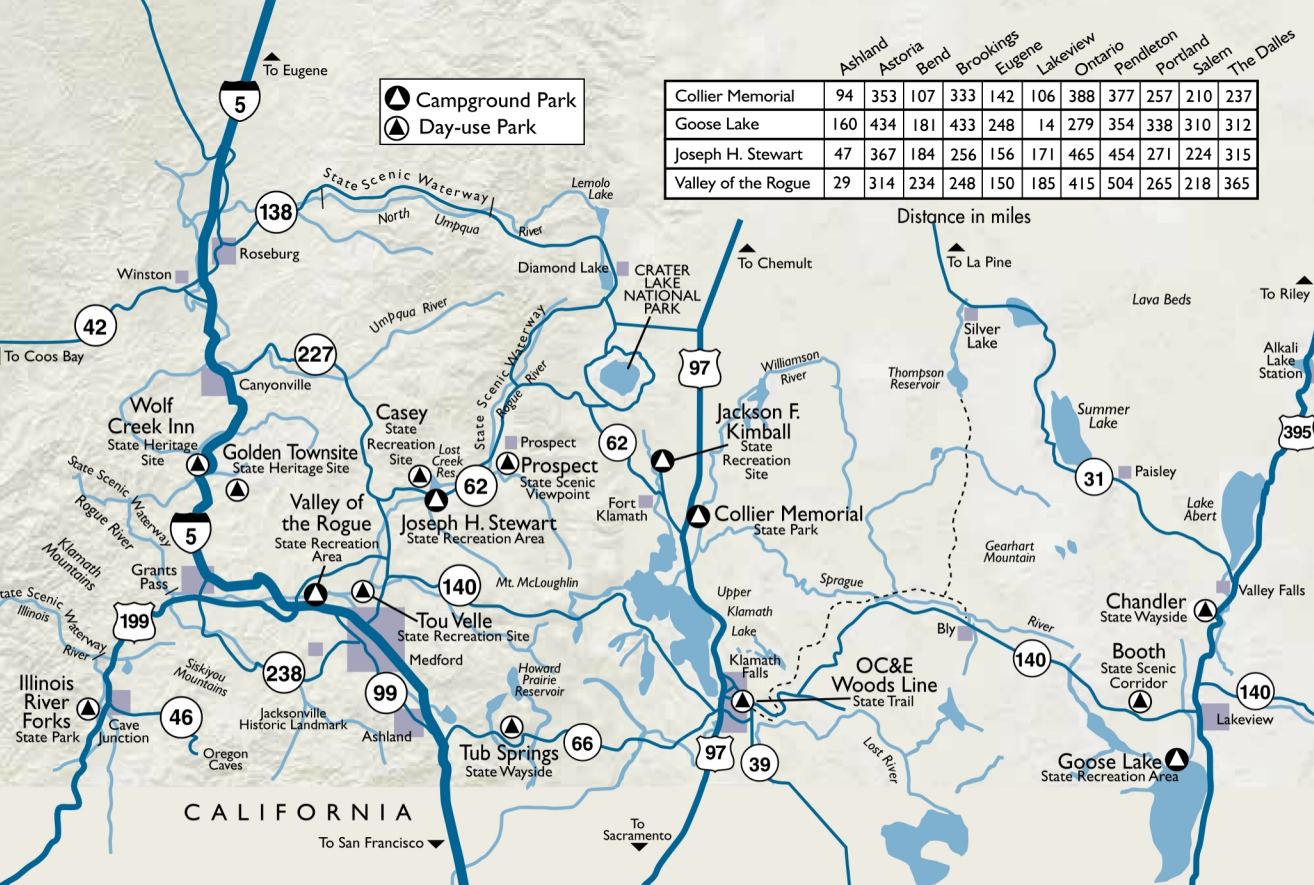 Ashland Astoria Bend Brookings Eugene Lakeview Ontario Pendleton Portland Salem The Dalles
Collier Memorial 94 353 107 333 142 106 388 377 257 210 237
Goose Lake 160 434 181 433 248 14 279 354 338 310 312
Joseph H. Stewart 47 367 184 256 156 171 465 454 271 224 315
Valley of the Rogue 29 314 234 248 150 185 415 504 265 218 365
Distance in miles
Campground Park
Day-use Park
To Eugene
5
138
State Scenic Waterway
North
Umpqua
River
Lemolo
Lake
Roseburg
Winston
Diamond Lake
CRATER
LAKE
NATIONAL
PARK
To Chemult
To La Pine
Lava Beds
To Riley
42
To Coos Bay
Umpqua River
227
Canyonville
State Scenic Waterway
Rogue River
97
Williamson
River
Silver
Lake
Thompson
Reservoir
Alkali
Lake
Station
395
Summer
Lake
Wolf
Creek Inn
State Heritage
Site
Golden Townsite
State Heritage Site
Casey
State
Recreation
Site
Lost
Creek
Res.
Prospect
Prospect
State Scenic
Viewpoint
62
62
Jackson F.
Kimball
State
Recreation
Site
31
Paisley
Lake
Abert
State Scenic Waterway
Rogue River
5
Valley of
the Rogue
State Recreation
Area
Joseph H. Stewart
State Recreation Area
Fort
Klamath
Collier Memorial
State Park
Gearhart
Mountain
Klamath
Mountains
Grants
Pass
140
Mt. McLoughlin
Upper
Klamath
Lake
Sprague
River
Valley Falls
Chandler
State Wayside
tate Scenic Waterway
Illinois
River
199
Tou Velle
State Recreation Site
Medford
Bly
140
Booth
State Scenic
Corridor
Siskiyou
Mountains
238
99
Howard
Prairie
Reservoir
Klamath
Falls
OC&E
Woods Line
State Trail
140
Lakeview
Illinois
River
Forks
State Park
Cave
Junction
46
Oregon
Caves
Jacksonville
Historic Landmark
Ashland
Tub Springs
State Wayside
66
97
39
Lost River
Goose Lake
State Recreation Area
CALIFORNIA
To San Francisco
To
Sacramento